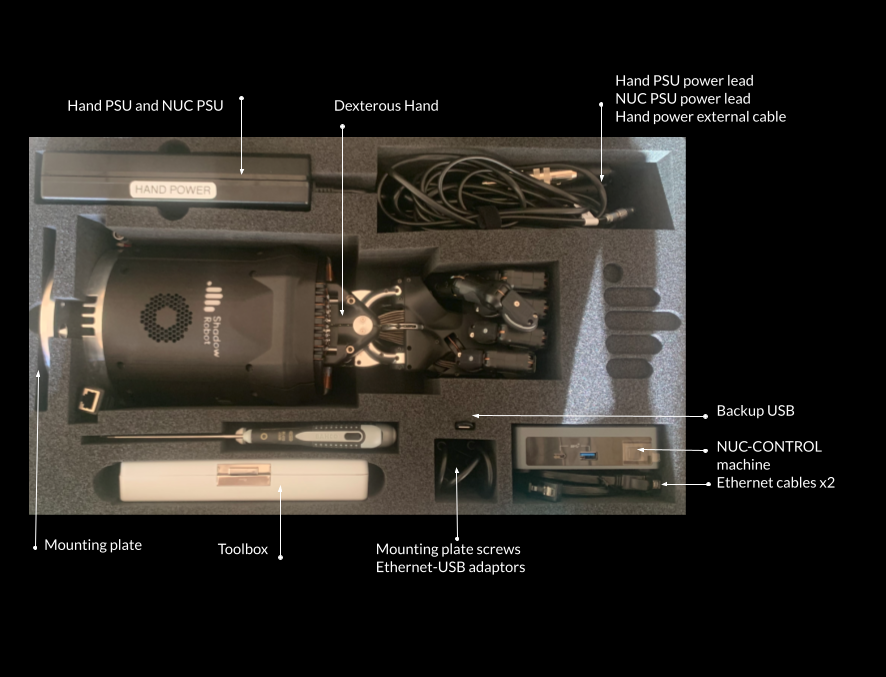 Hand PSU power lead
NUC PSU power lead
Hand power external cable
Hand PSU and NUC PSU
Dexterous Hand
HAND POWER
Shadow
Robot
Backup USB
NUC-CONTROL
machine
Ethernet cables x2
Mounting plate
Toolbox
Mounting plate screws
Ethernet-USB adaptors